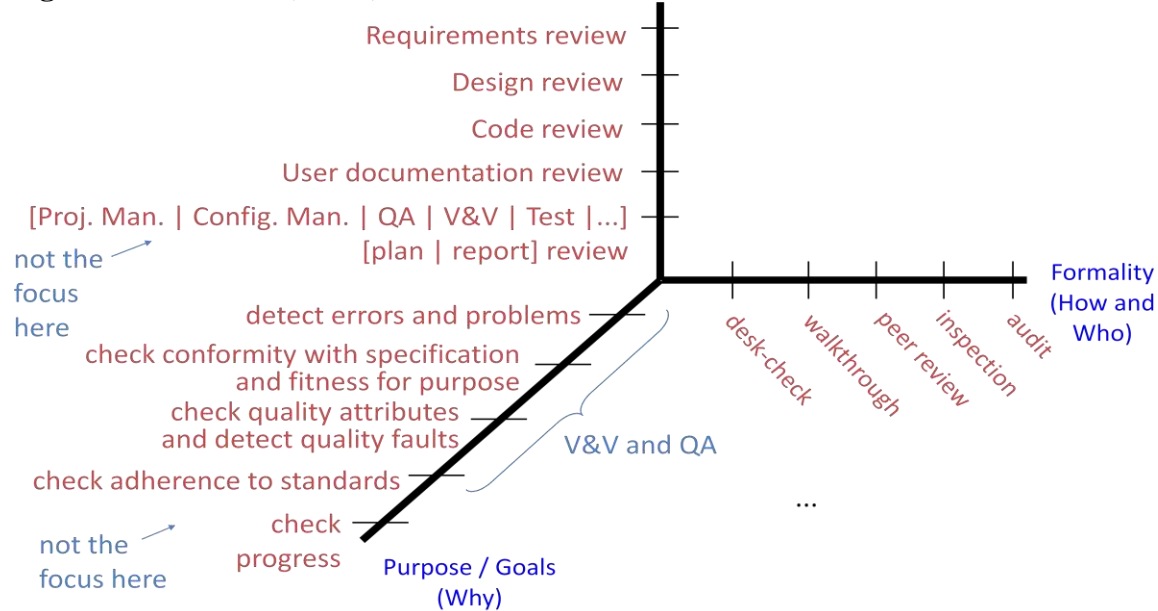 Requirements review
Design review
Code review
User documentation review
[Proj. Man. | Config. Man. | QA | V&V | Test |...]
[plan | report] review
not the
focus
here
Formality
(How and
Who)
desk-check
walkthrough
peer review
inspection
audit
detect errors and problems
check conformity with specification
and fitness for purpose
check quality attributes
and detect quality faults
V&V and QA
check adherence to standards
...
check
progress
not the
focus here
Purpose / Goals
(Why)